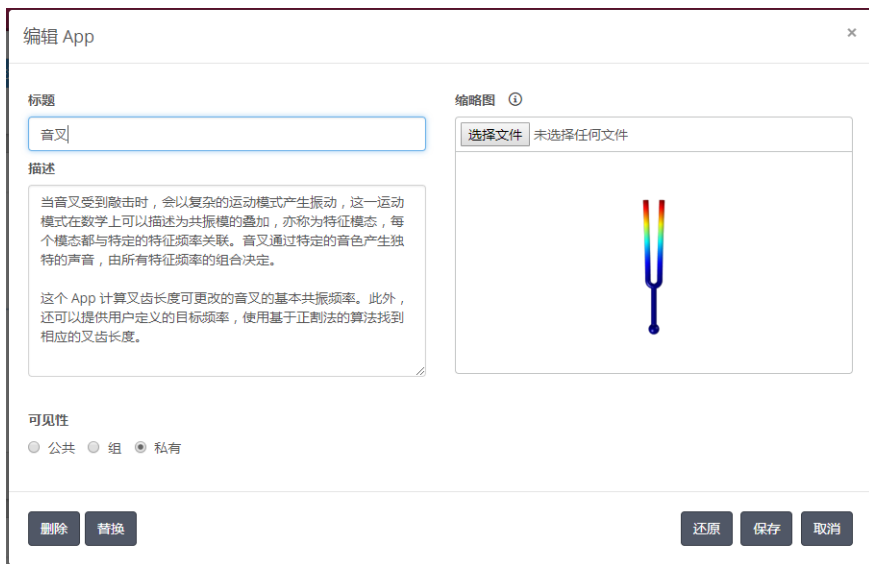 编辑 App
×
标题
音叉
描述
当音叉受到敲击时，会以复杂的运动模式产生振动，这一运动
模式在数学上可以描述为共振模的叠加，亦称为特征模态，每
个模态都与特定的特征频率关联。音叉通过特定的音色产生独
特的声音，由所有特征频率的组合决定。
这个 App 计算叉齿长度可更改的音叉的基本共振频率。此外，
还可以提供用户定义的目标频率，使用基于正割法的算法找到
相应的叉齿长度。
缩略图
选择文件 未选择任何文件
可见性
公共 组 私有
删除 替换 还原 保存 取消